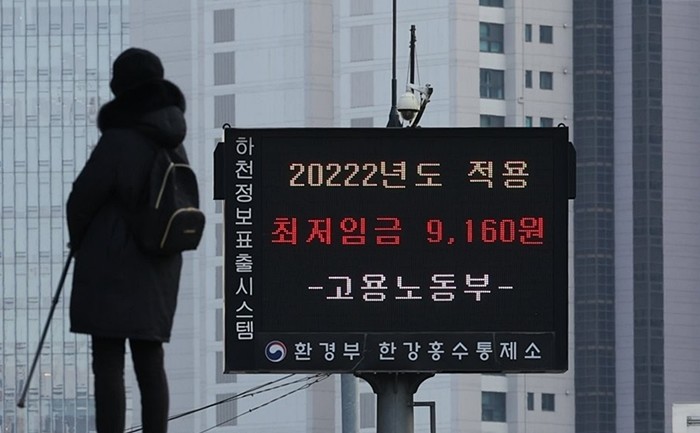 하천정보표출시스템
20222년도 적용
최저임금 9,160원
-고용노동부-
환경부 한강홍수통제소